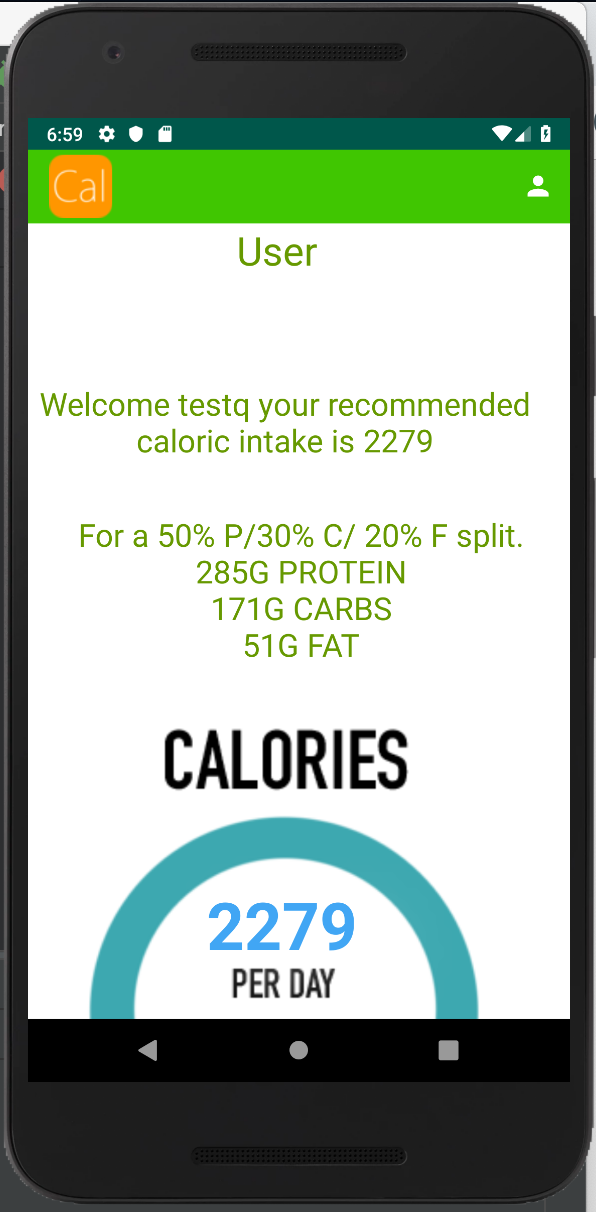 6:59
Cal
User
Welcome testq your recommended
caloric intake is 2279
For a 50% P/30% C/ 20% F split.
285G PROTEIN
171G CARBS
51G FAT
CALORIES
2279
PER DAY